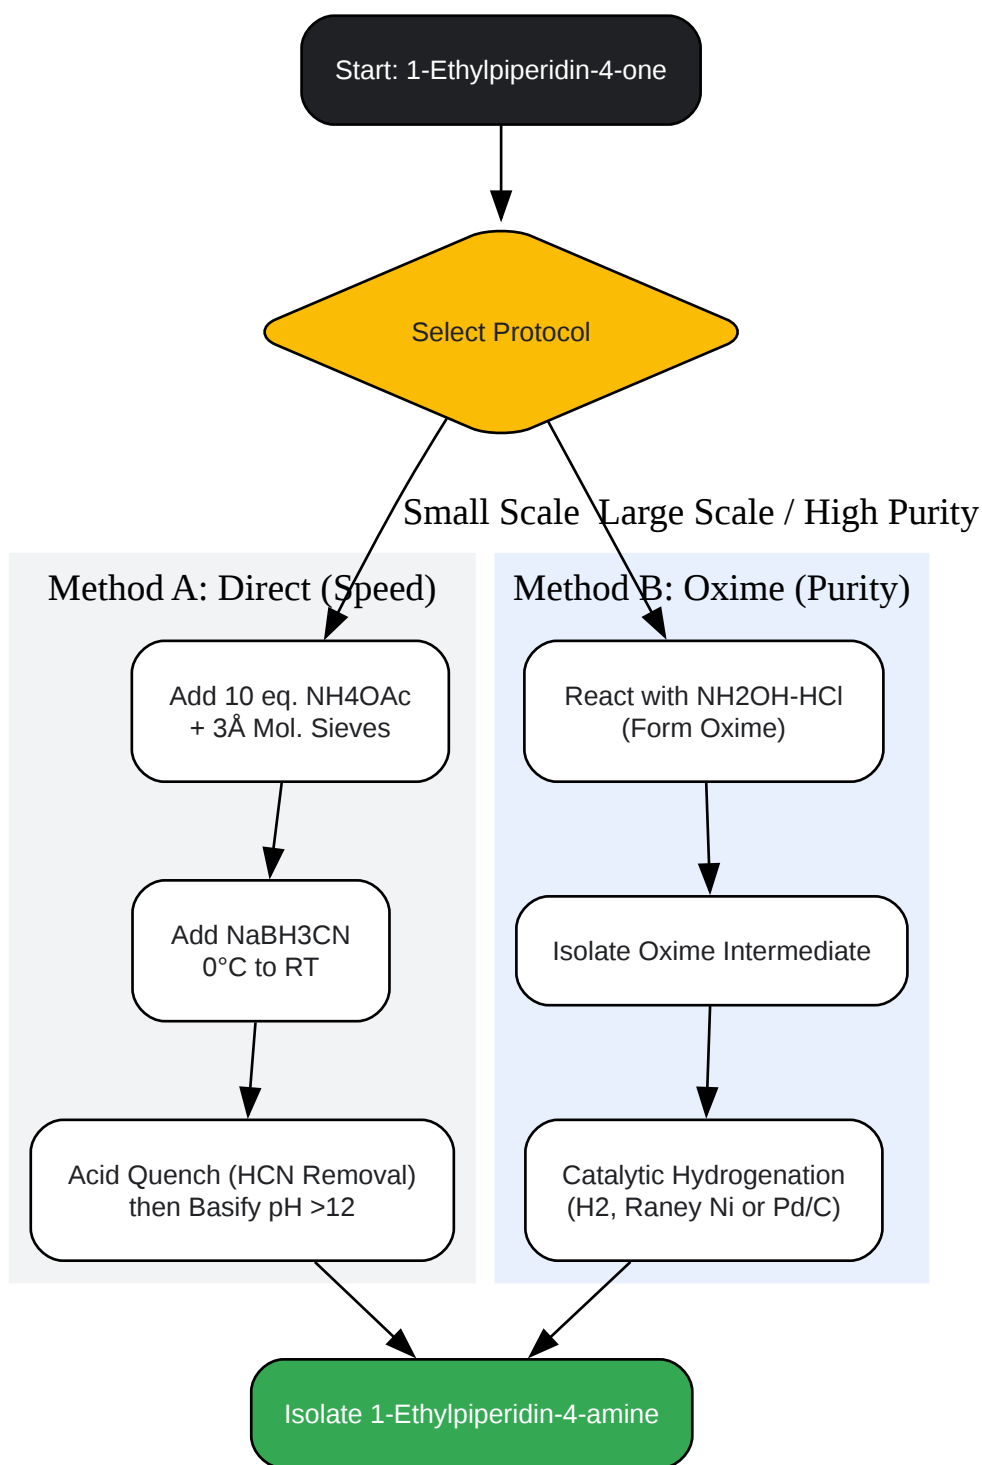 Start: 1-Ethylpiperidin-4-one
Select Protocol
Small Scale
Large Scale / High Purity
Method A: Direct (Speed)
Add 10 eq. NH4OAc
+ 3Å Mol. Sieves
Add NaBH3CN
0°C to RT
Acid Quench (HCN Removal)
then Basify pH >12
Method B: Oxime (Purity)
React with NH2OH-HCl
(Form Oxime)
Isolate Oxime Intermediate
Catalytic Hydrogenation
(H2, Raney Ni or Pd/C)
Isolate 1-Ethylpiperidin-4-amine